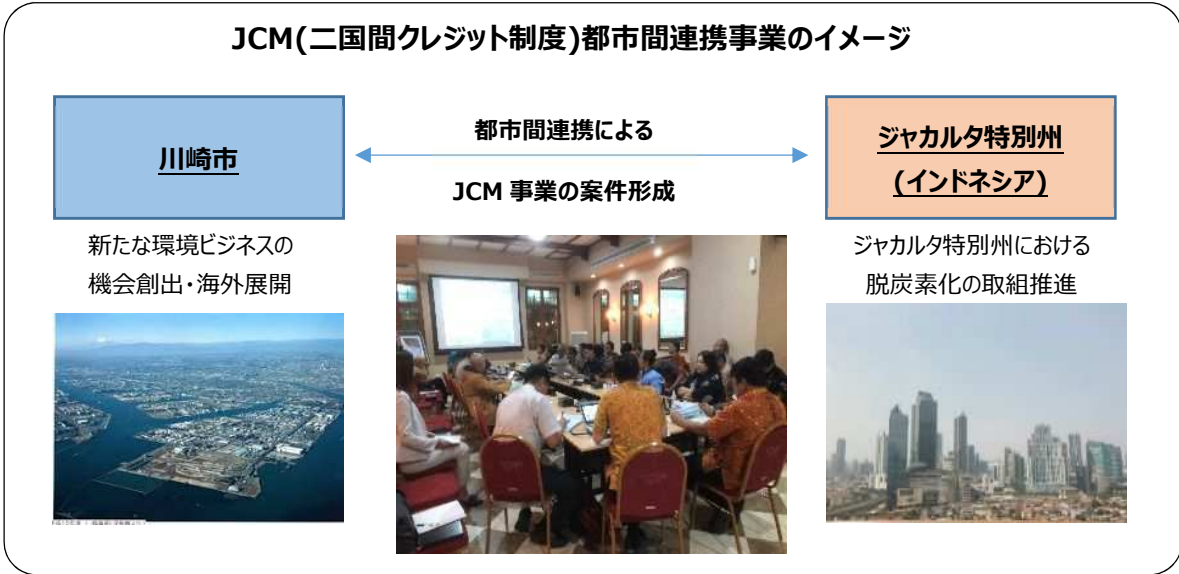 JCM(二国間クレジット制度)都市間連携事業のイメージ
川崎市
都市間連携による
JCM 事業の案件形成
ジャカルタ特別州
(インドネシア)
新たな環境ビジネスの
機会創出・海外展開
ジャカルタ特別州における
脱炭素化の取組推進